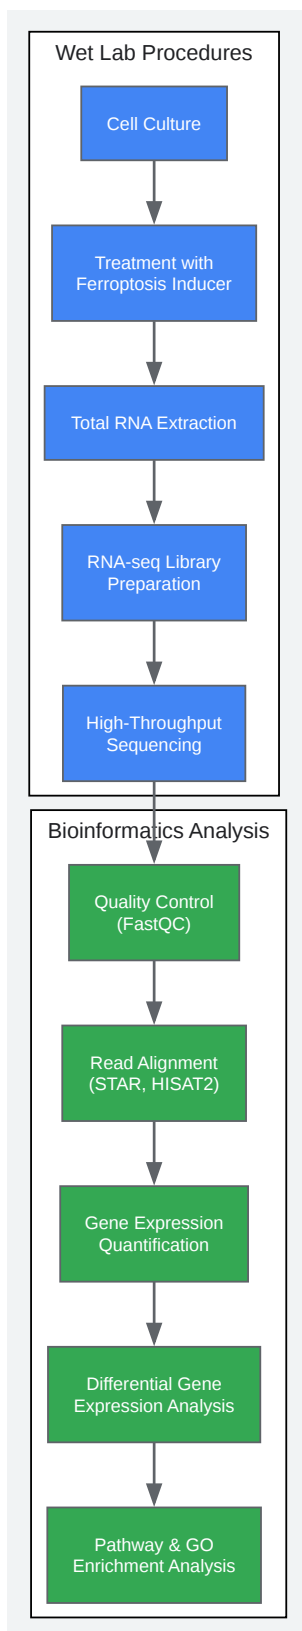 Wet Lab Procedures
Cell Culture
Treatment with
Ferroptosis Inducer
Total RNA Extraction
RNA-seq Library
Preparation
High-Throughput
Sequencing
Bioinformatics Analysis
Quality Control
(FastQC)
Read Alignment
(STAR, HISAT2)
Gene Expression
Quantification
Differential Gene
Expression Analysis
Pathway & GO
Enrichment Analysis